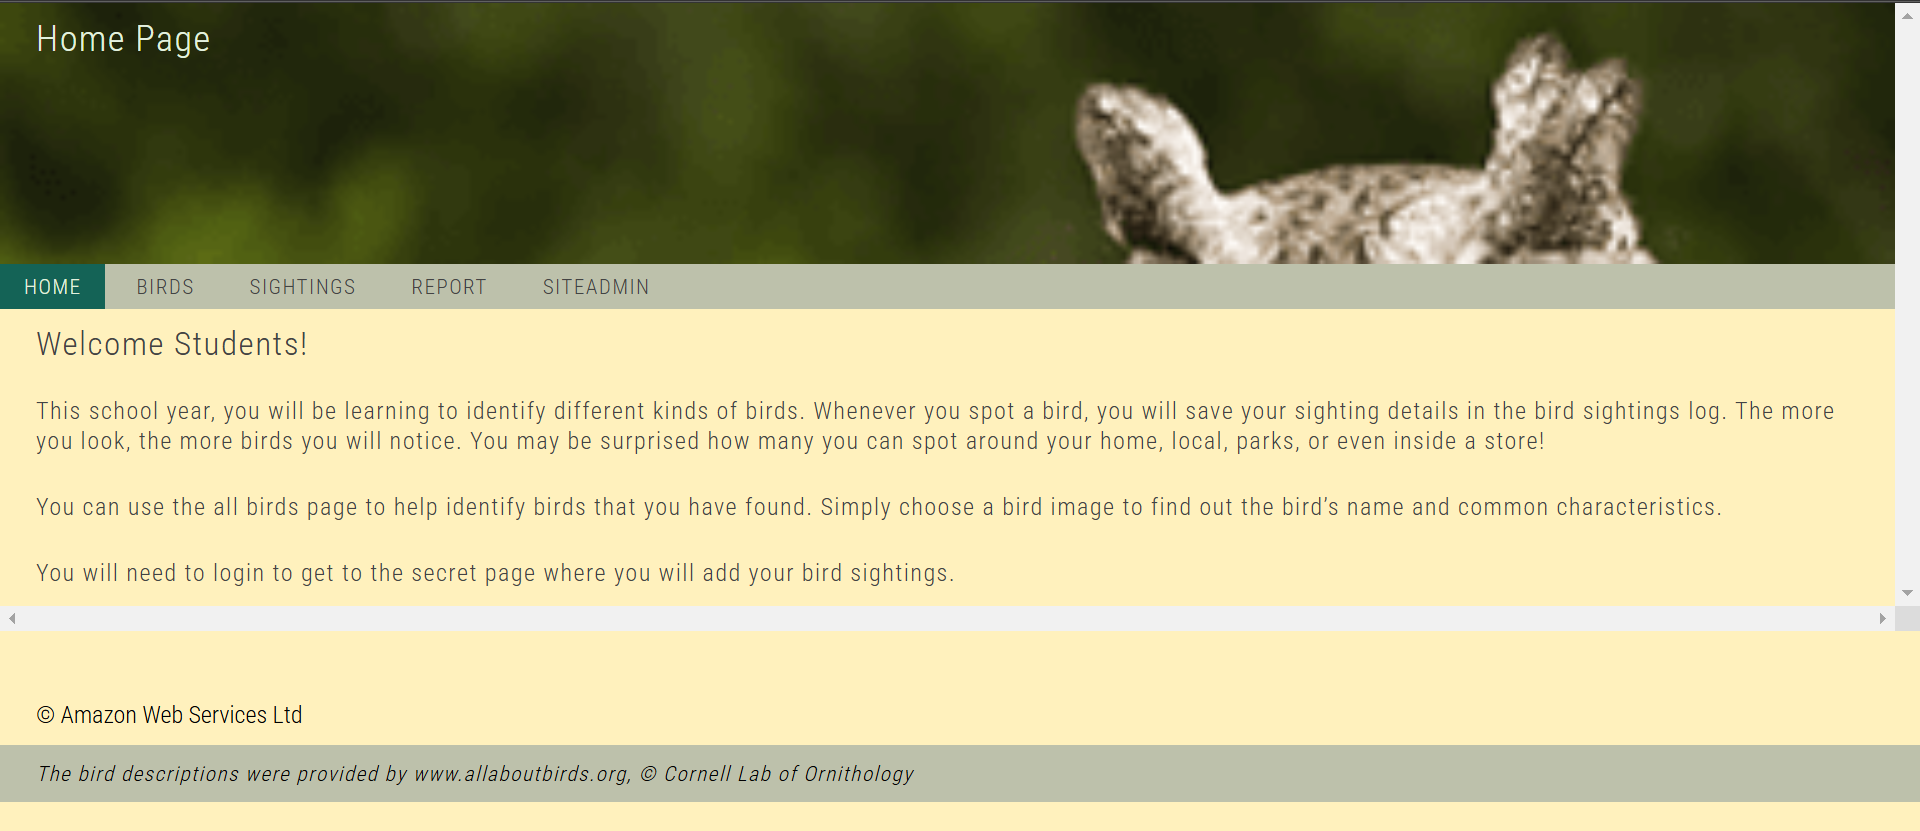 Home Page
HOME BIRDS SIGHTINGS REPORT SITEADMIN
Welcome Students!
This school year, you will be learning to identify different kinds of birds. Whenever you spot a bird, you will save your sighting details in the bird sightings log. The more
you look, the more birds you will notice. You may be surprised how many you can spot around your home, local, parks, or even inside a store!
You can use the all birds page to help identify birds that you have found. Simply choose a bird image to find out the bird’s name and common characteristics.
You will need to login to get to the secret page where you will add your bird sightings.
© Amazon Web Services Ltd
The bird descriptions were provided by www.allaboutbirds.org, © Cornell Lab of Ornithology